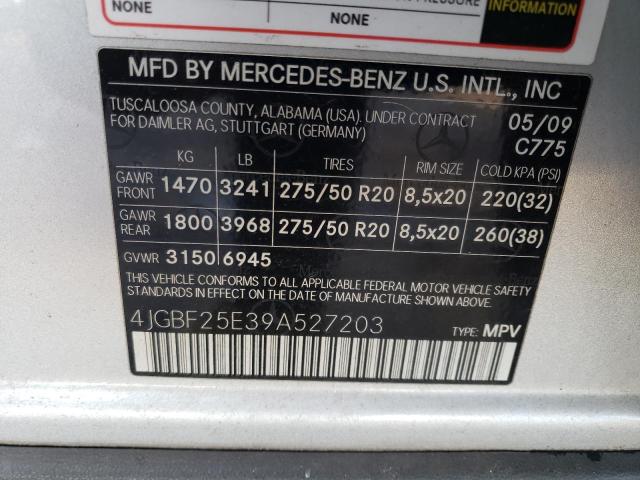 NONE
PRESSURE
INFORMATION
NONE
MFD BY MERCEDES-BENZ U.S. INTL., INC
TUSCALOOSA COUNTY, ALABAMA (USA). UNDER CONTRACT 05/09
FOR DAIMLER AG, STUTTGART (GERMANY) C775
KG LB TIRES RIM SIZE COLD KPA (PSI)
GAWR FRONT 1470 3241 275/50 R20 8,5x20 220(32)
GAWR REAR 1800 3968 275/50 R20 8,5x20 260(38)
GVWR 3150 6945
THIS VEHICLE CONFORMS TO ALL APPLICABLE FEDERAL MOTOR VEHICLE SAFETY
STANDARDS IN EFFECT ON THE DATE OF MANUFACTURE SHOWN ABOVE.
4JGBF25E39A527203 TYPE: MPV